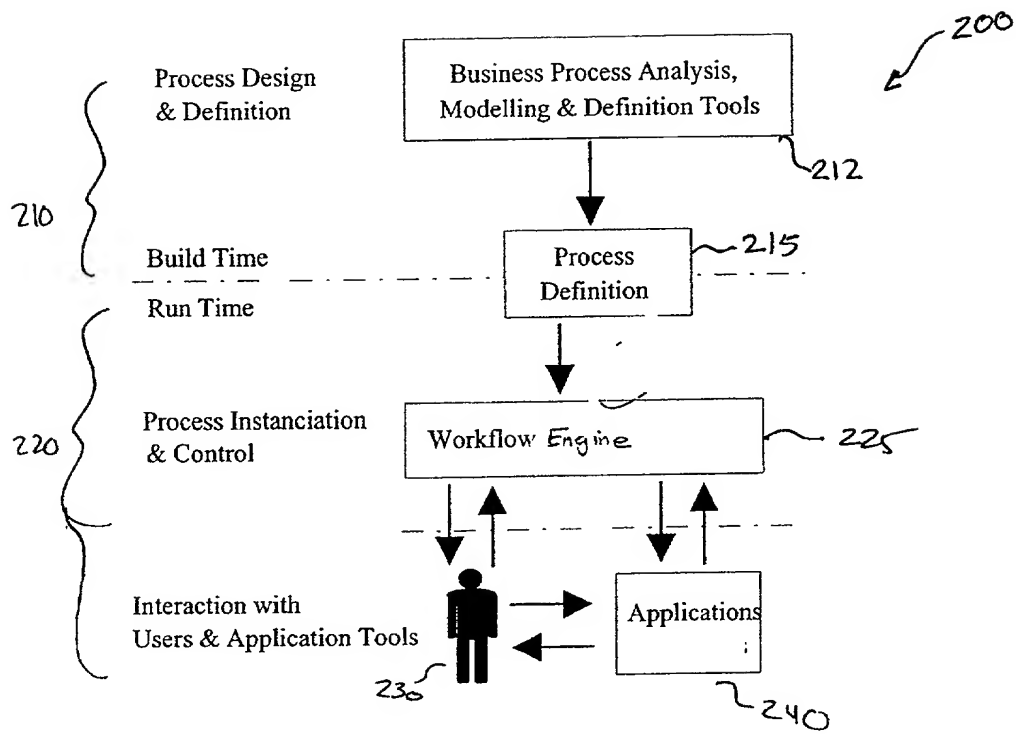 200
Process Design
& Definition
Business Process Analysis,
Modelling & Definition Tools
212
210
Build Time
Process
Definition
215
Run Time
220
Process Instanciation
& Control
Workflow Engine
225
Interaction with
Users & Application Tools
230
Applications
240